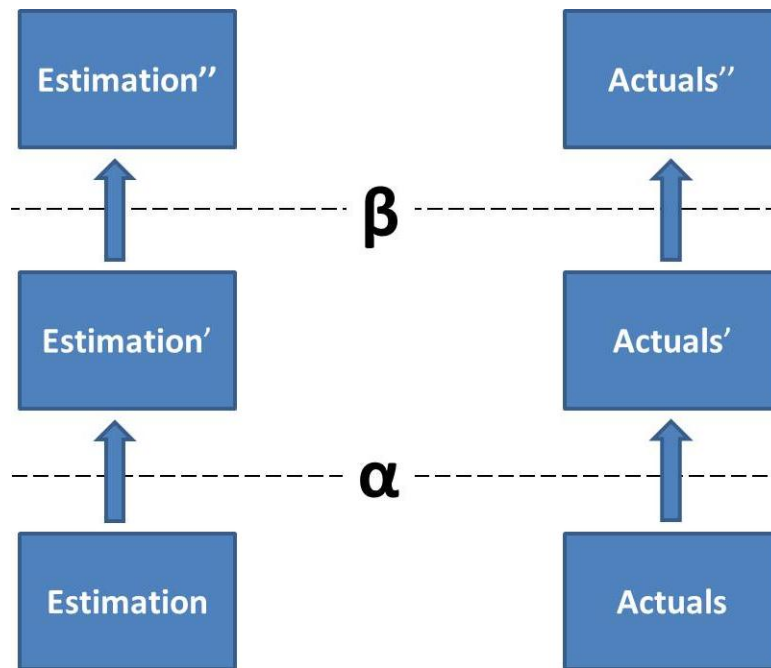 Estimation’’
Actuals’’
β
Estimation’
Actuals’
α
Estimation
Actuals